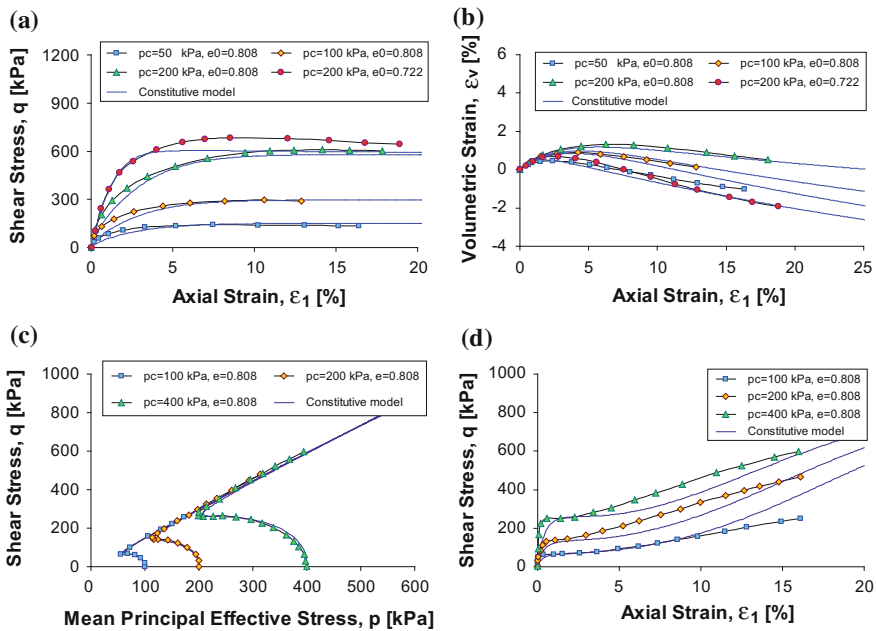 (a)
Shear Stress, q [kPa]
1200
900
600
300
0
pc=50 kPa, e0=0.808
pc=100 kPa, e0=0.808
pc=200 kPa, e0=0.808
pc=200 kPa, e0=0.722
Constitutive model
0 5 10 15 20
Axial Strain, ε1 [%]
(b)
Volumetric Strain, εv [%]
6
4
2
0
-2
-4
pc=50 kPa, e0=0.808
pc=100 kPa, e0=0.808
pc=200 kPa, e0=0.808
pc=200 kPa, e0=0.722
Constitutive model
0 5 10 15 20 25
Axial Strain, ε1 [%]
(c)
Shear Stress, q [kPa]
1000
800
600
400
200
0
pc=100 kPa, e=0.808
pc=200 kPa, e=0.808
pc=400 kPa, e=0.808
Constitutive model
0 100 200 300 400 500 600
Mean Principal Effective Stress, p [kPa]
(d)
Shear Stress, q [kPa]
1000
800
600
400
200
0
pc=100 kPa, e=0.808
pc=200 kPa, e=0.808
pc=400 kPa, e=0.808
Constitutive model
0 5 10 15 20
Axial Strain, ε1 [%]